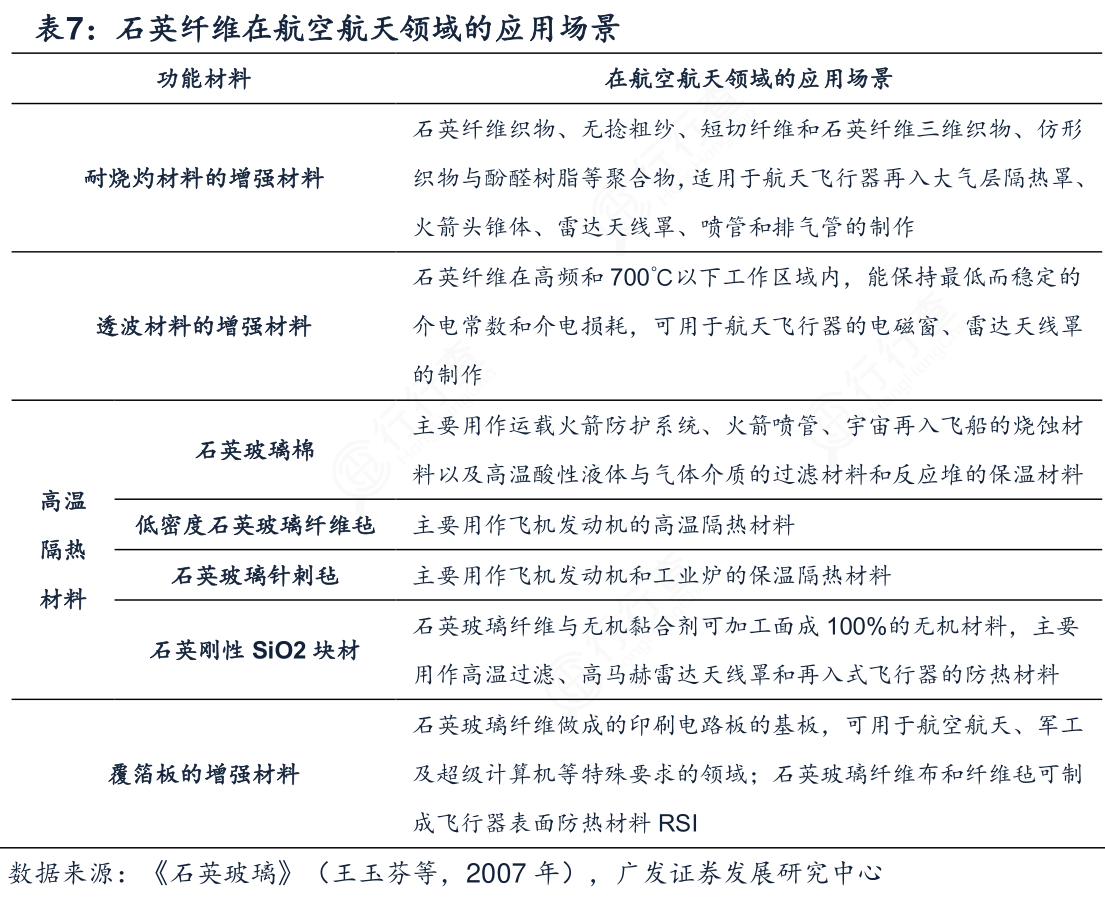 表7：石英纤维在航空航天领域的应用场景
功能材料 在航空航天领域的应用场景
耐烧灼材料的增强材料
石英纤维织物、无捻粗纱、短切纤维和石英纤维三维织物、仿形
织物与酚醛树脂等聚合物，适用于航天飞行器再入大气层隔热罩、
火箭头锥体、雷达天线罩、喷管和排气管的制作
透波材料的增强材料
石英纤维在高频和 700℃以下工作区域内，能保持最低而稳定的
介电常数和介电损耗，可用于航天飞行器的电磁窗、雷达天线罩
的制作
高温
隔热
材料
石英玻璃棉
主要用作运载火箭防护系统、火箭喷管、宇宙再入飞船的烧蚀材
料以及高温酸性液体与气体介质的过滤材料和反应堆的保温材料
低密度石英玻璃纤维毡 主要用作飞机发动机的高温隔热材料
石英玻璃针刺毡 主要用作飞机发动机和工业炉的保温隔热材料
石英刚性 SiO2 块材
石英玻璃纤维与无机黏合剂可加工面成 100%的无机材料，主要
用作高温过滤、高马赫雷达天线罩和再入式飞行器的防热材料
覆箔板的增强材料
石英玻璃纤维做成的印刷电路板的基板，可用于航空航天、军工
及超级计算机等特殊要求的领域；石英玻璃纤维布和纤维毡可制
成飞行器表面防热材料 RSI
数据来源：《石英玻璃》（王玉芬等，2007 年），广发证券发展研究中心